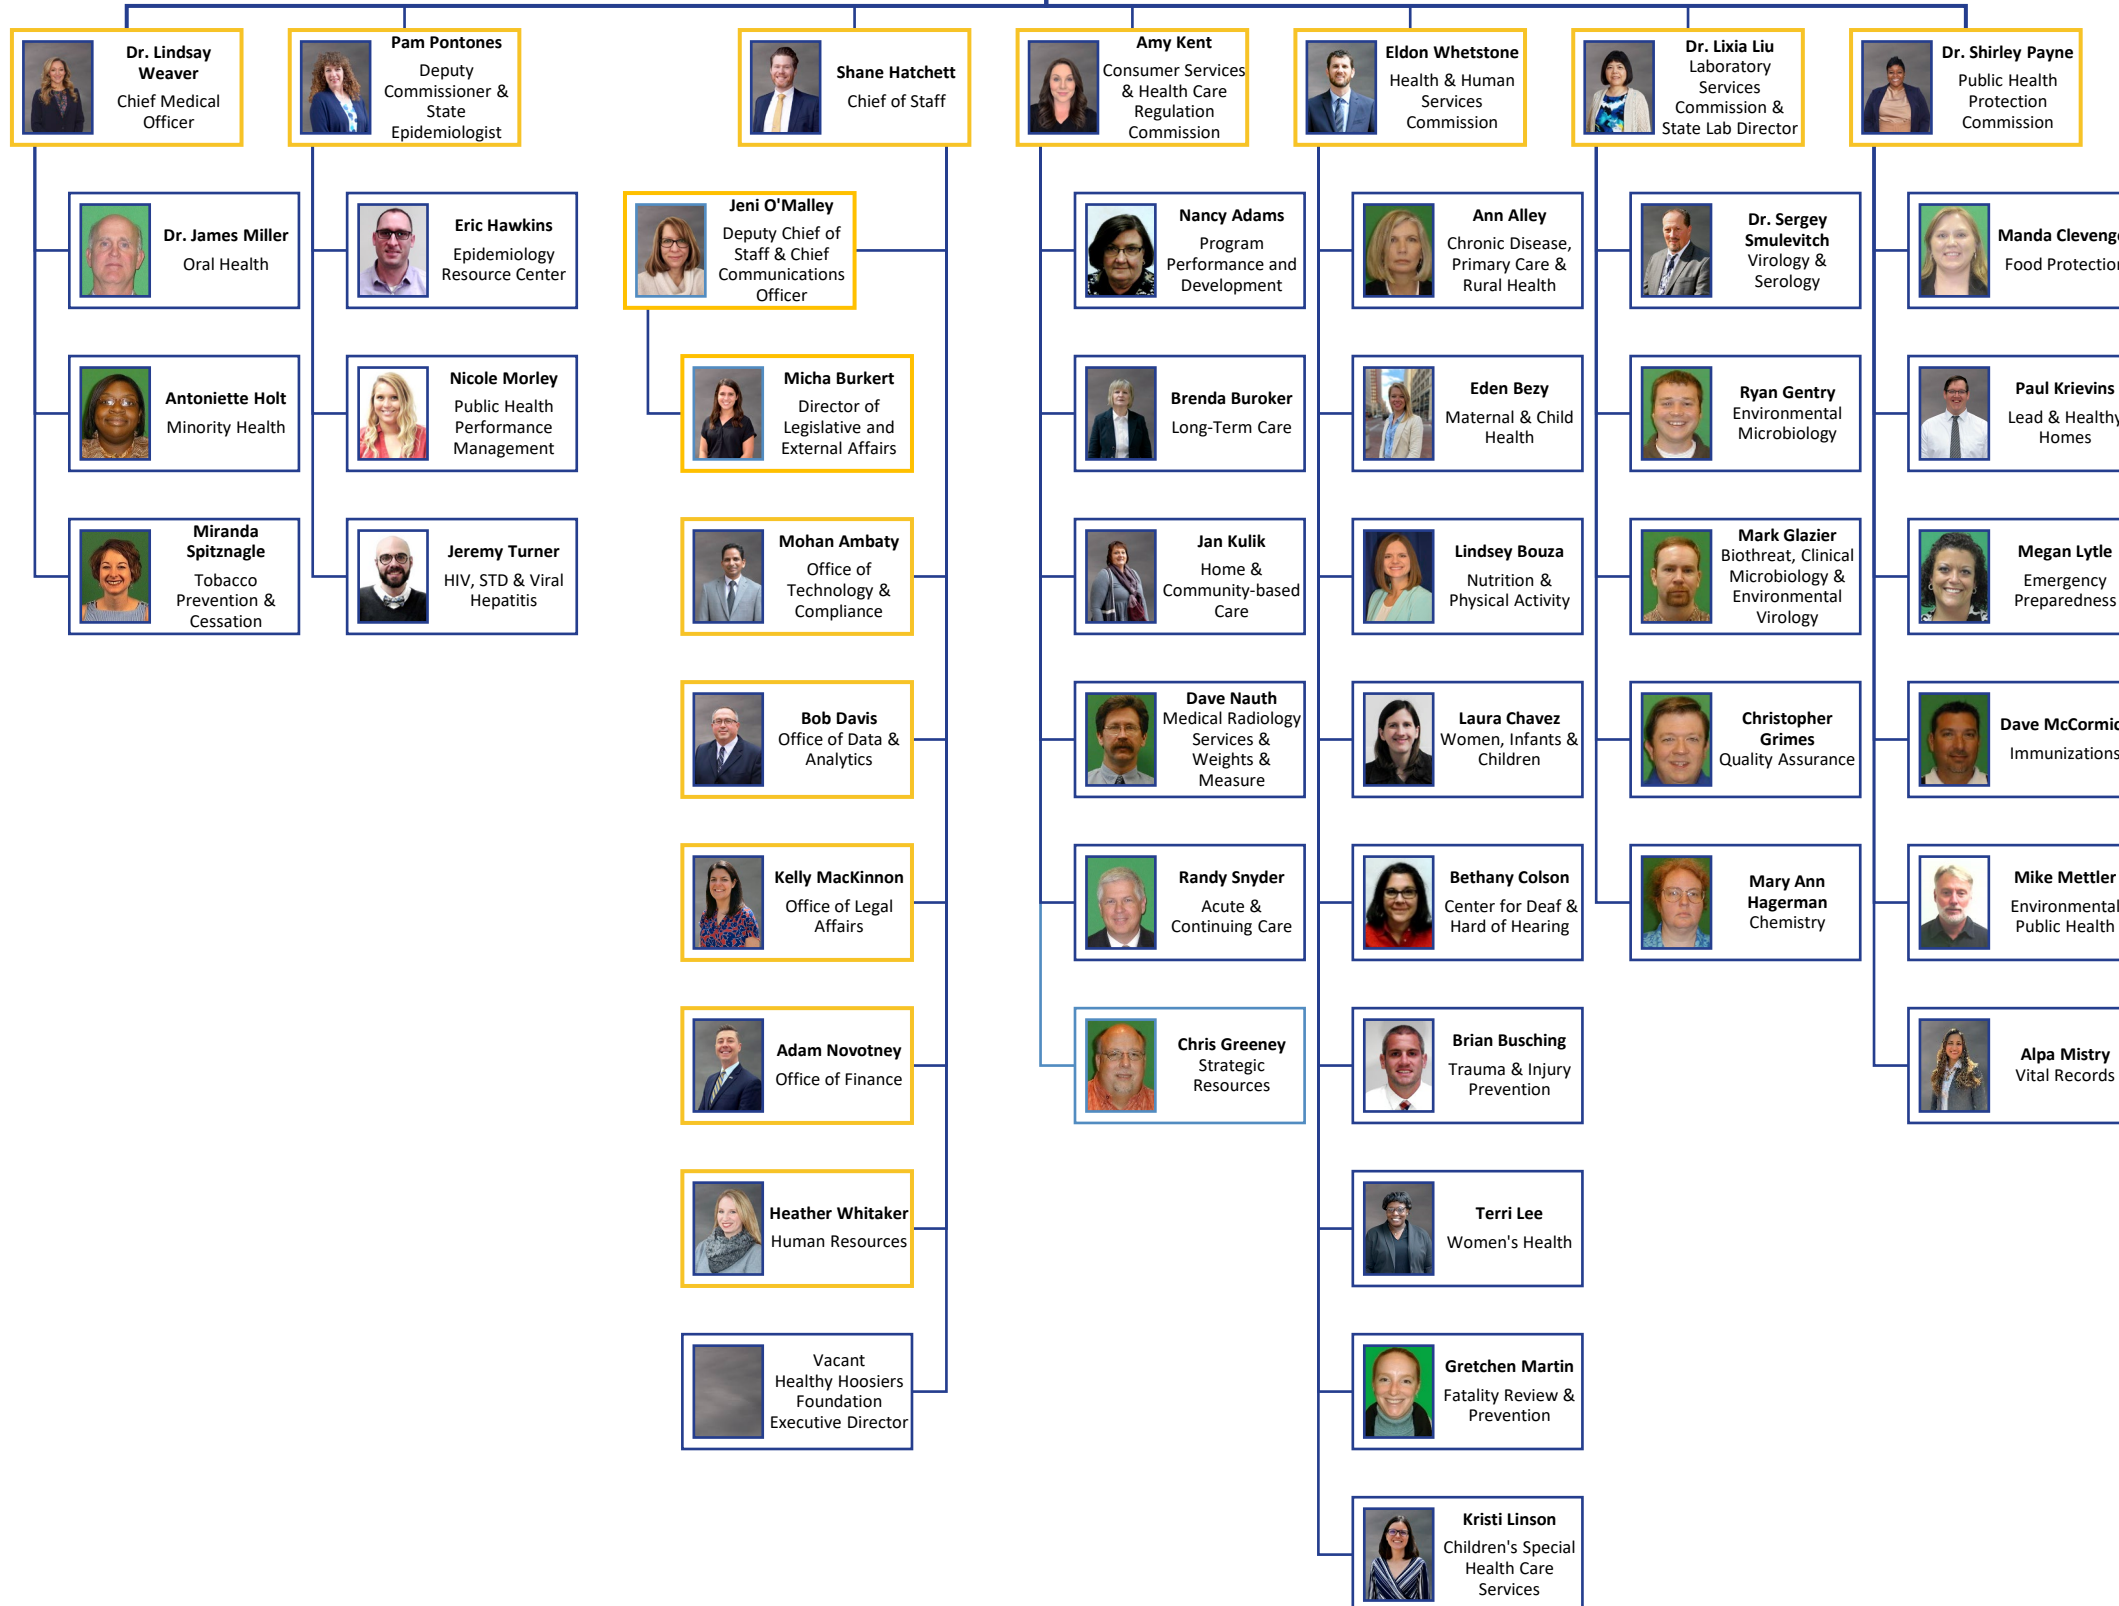 Dr. Lindsay
Weaver
Chief Medical
Officer
Dr. James Miller
Oral Health
Antoniette Holt
Minority Health
Miranda
Spitznagle
Tobacco
Prevention &
Cessation
Pam Pontones
Deputy
Commissioner &
State
Epidemiologist
Eric Hawkins
Epidemiology
Resource Center
Nicole Morley
Public Health
Performance
Management
Jeremy Turner
HIV, STD & Viral
Hepatitis
Shane Hatchett
Chief of Staff
Jeni O'Malley
Deputy Chief of
Staff & Chief
Communications
Officer
Micha Burkert
Director of
Legislative and
External Affairs
Mohan Ambaty
Office of
Technology &
Compliance
Bob Davis
Office of Data &
Analytics
Kelly MacKinnon
Office of Legal
Affairs
Adam Novotney
Office of Finance
Heather Whitaker
Human Resources
Vacant
Healthy Hoosiers
Foundation
Executive Director
Amy Kent
Consumer Services
& Health Care
Regulation
Commission
Nancy Adams
Program
Performance and
Development
Brenda Buroker
Long-Term Care
Jan Kulik
Home &
Community-based
Care
Dave Nauth
Medical Radiology
Services &
Weights &
Measure
Randy Snyder
Acute &
Continuing Care
Chris Greeney
Strategic
Resources
Eldon Whetstone
Health & Human
Services
Commission
Ann Alley
Chronic Disease,
Primary Care &
Rural Health
Eden Bezy
Maternal & Child
Health
Lindsey Bouza
Nutrition &
Physical Activity
Laura Chavez
Women, Infants &
Children
Bethany Colson
Center for Deaf &
Hard of Hearing
Brian Busching
Trauma & Injury
Prevention
Terri Lee
Women's Health
Gretchen Martin
Fatality Review &
Prevention
Kristi Linson
Children's Special
Health Care
Services
Dr. Lixia Liu
Laboratory
Services
Commission &
State Lab Director
Dr. Sergey
Smulevitch
Virology &
Serology
Ryan Gentry
Environmental
Microbiology
Mark Glazier
Biothreat, Clinical
Microbiology &
Environmental
Virology
Christopher
Grimes
Quality Assurance
Mary Ann
Hagerman
Chemistry
Dr. Shirley Payne
Public Health
Protection
Commission
Manda
Food
Paul Krievins
Lead & Healthy
Homes
Megan Lytle
Emergency
Preparedness
Dave
Immunizations
Mike Mettler
Environmental
Public Health
Alpa Mistry
Vital Records